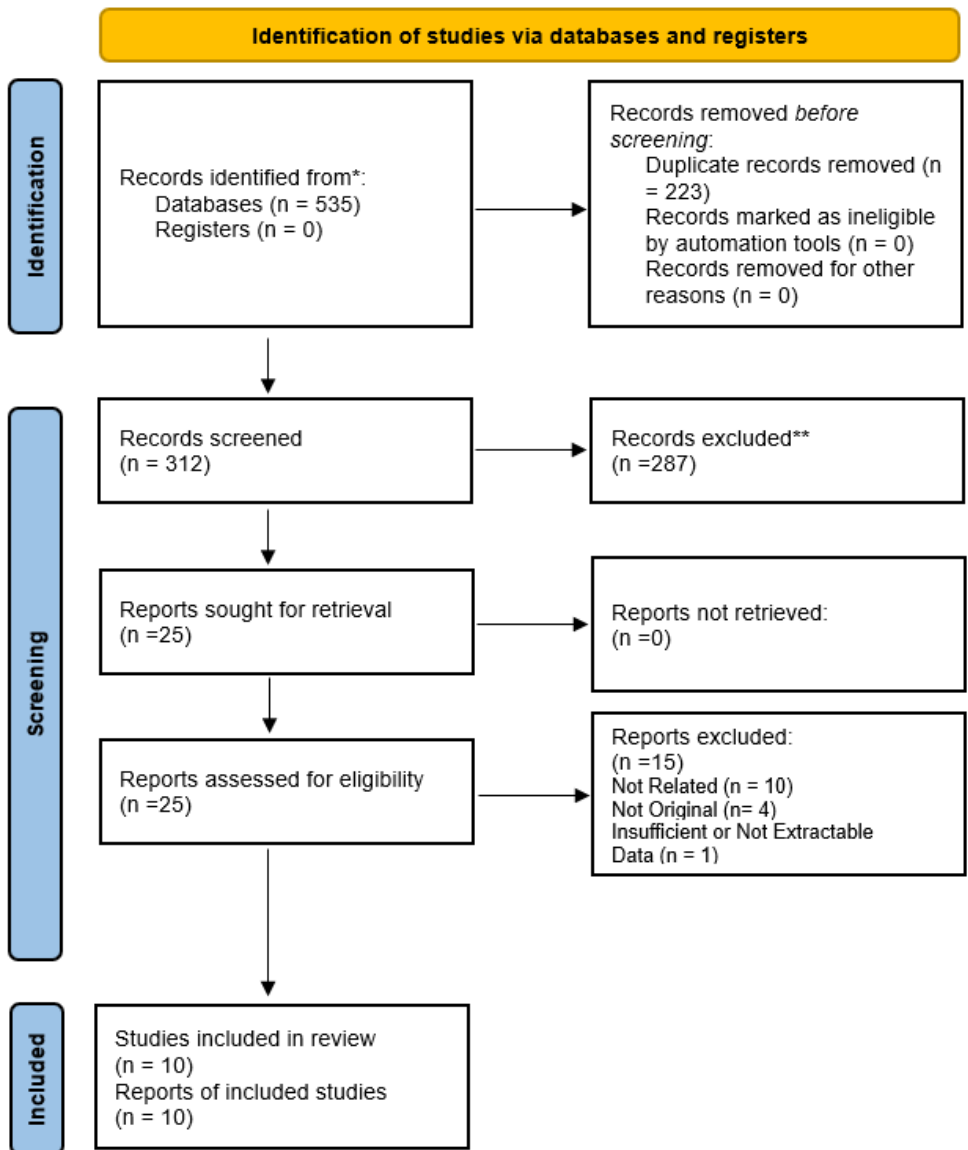 Identification of studies via databases and registers
Identification
Records identified from*:
Databases (n = 535)
Registers (n = 0)
Records removed before
screening:
Duplicate records removed (n
= 223)
Records marked as ineligible
by automation tools (n = 0)
Records removed for other
reasons (n = 0)
Screening
Records screened
(n = 312)
Records excluded**
(n =287)
Reports sought for retrieval
(n =25)
Reports not retrieved:
(n =0)
Reports assessed for eligibility
(n =25)
Reports excluded:
(n =15)
Not Related (n = 10)
Not Original (n= 4)
Insufficient or Not Extractable
Data (n = 1)
Included
Studies included in review
(n = 10)
Reports of included studies
(n = 10)